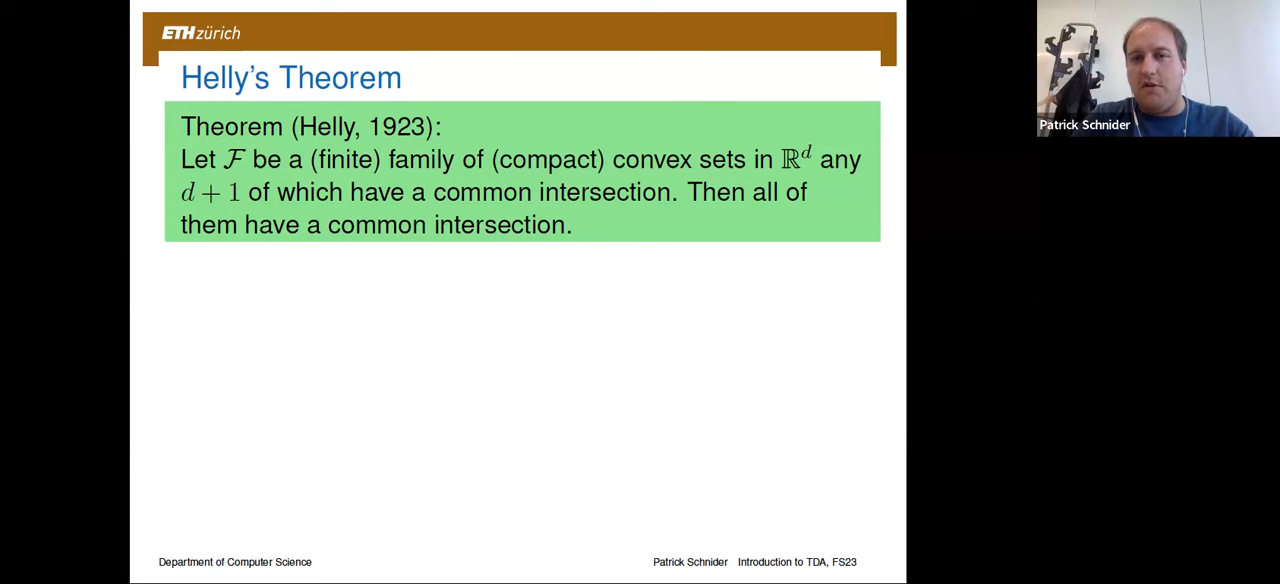 ETH zürich
Helly's Theorem
Theorem (Helly, 1923):
Let ℱ be a (finite) family of (compact) convex sets in ℝᵈ any
d + 1 of which have a common intersection. Then all of
them have a common intersection.
Department of Computer Science
Patrick Schnider Introduction to TDA, FS23
Patrick Schnider